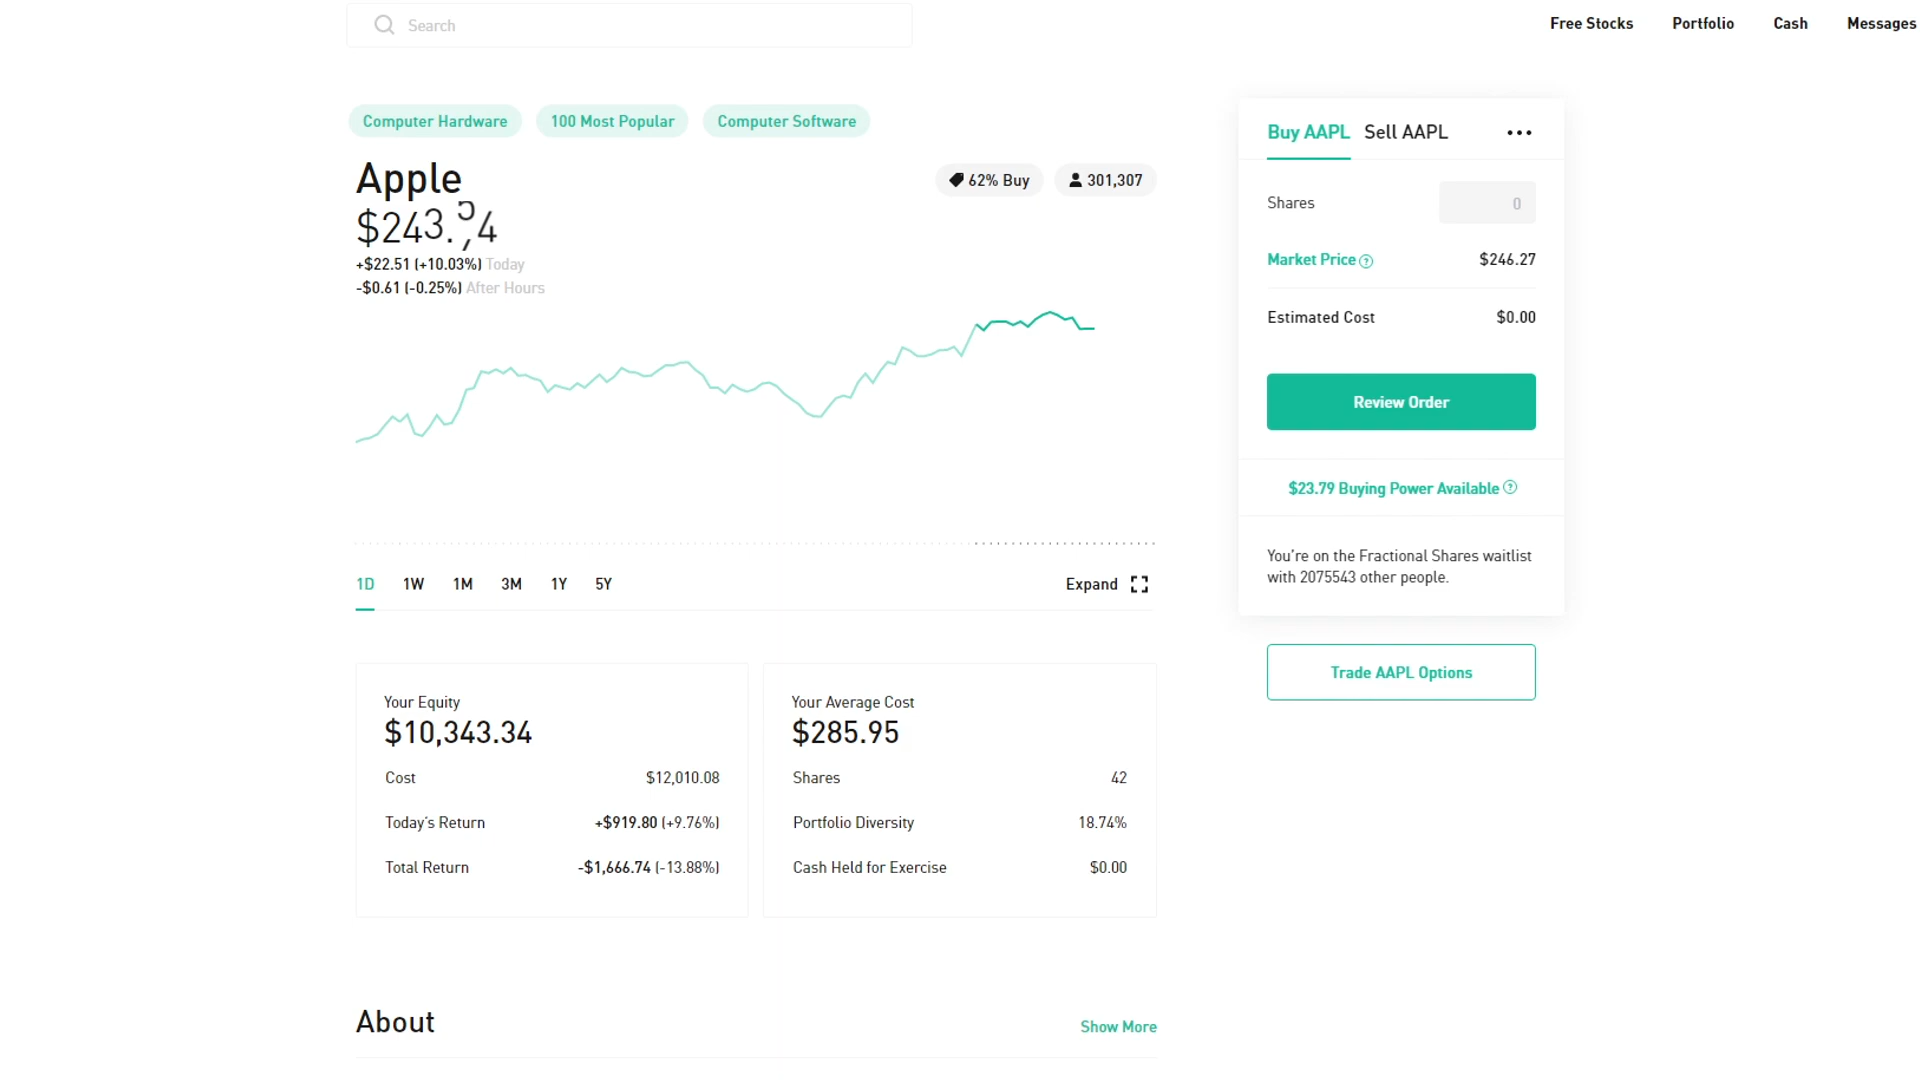 Search
Free Stocks Portfolio Cash Messages
Computer Hardware 100 Most Popular Computer Software
Apple
62% Buy 301,307
+$22.51 (+10.03%) Today
-$0.61 (-0.25%) After Hours
1D 1W 1M 3M 1Y 5Y
Expand
Buy AAPL Sell AAPL
Shares 0
Market Price $246.27
Estimated Cost $0.00
Review Order
$23.79 Buying Power Available
You're on the Fractional Shares waitlist
with 2075543 other people.
Trade AAPL Options
Your Equity
$10,343.34
Cost $12,010.08
Today's Return +$919.80 (+9.76%)
Total Return -$1,666.74 (-13.88%)
Your Average Cost
$285.95
Shares 42
Portfolio Diversity 18.74%
Cash Held for Exercise $0.00
About
Show More